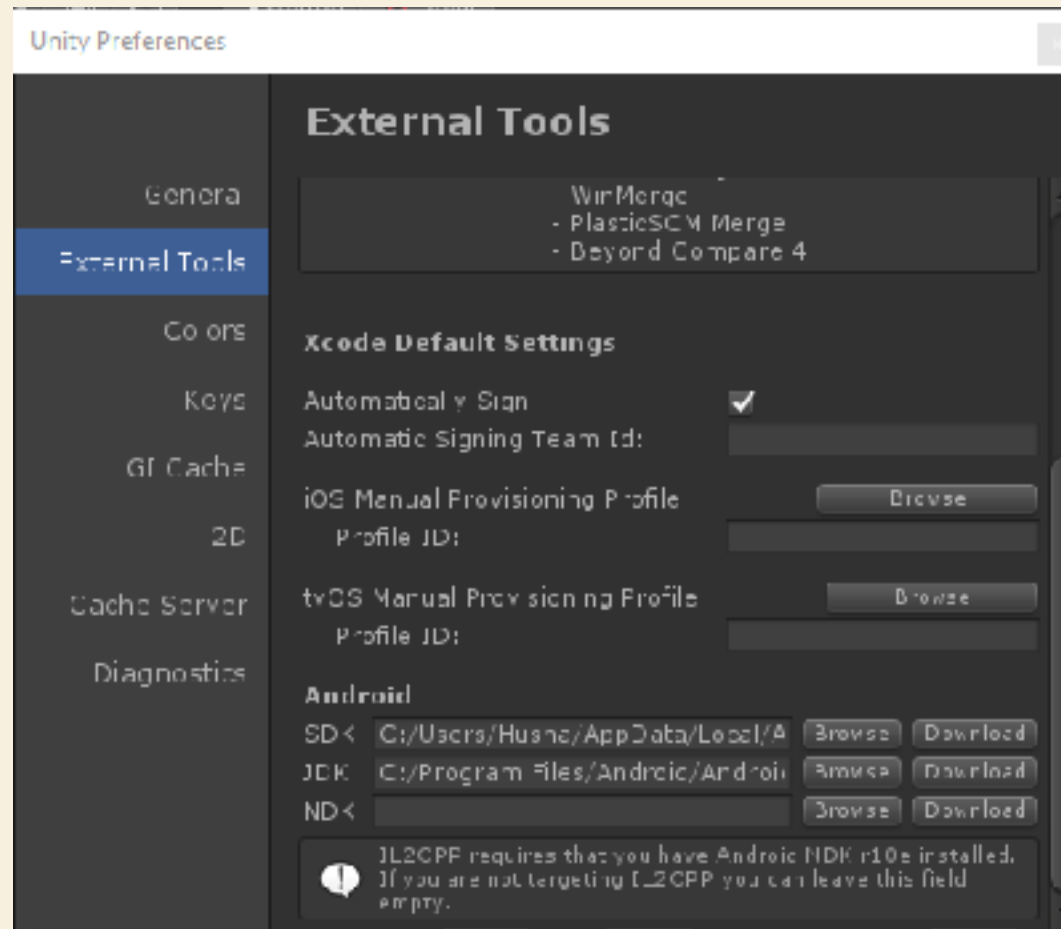 Unity Preferences
External Tools
General
External Tools
Colors
Keys
GI Cache
2D
Cache Server
Diagnostics
WinMerge
- PlasticSCM Merge
- Beyond Compare 4
Xcode Default Settings
Automatically Sign
Automatic Signing Team Id:
iOS Manual Provisioning Profile Browse
Profile ID:
tvOS Manual Provisioning Profile Browse
Profile ID:
Android
SDK C:/Users/Husna/AppData/Local/A Browse Download
JDK C:/Program Files/Android/Androi Browse Download
NDK Browse Download
IL2CPP requires that you have Android NDK r10e installed.
If you are not targeting IL2CPP you can leave this field
empty.